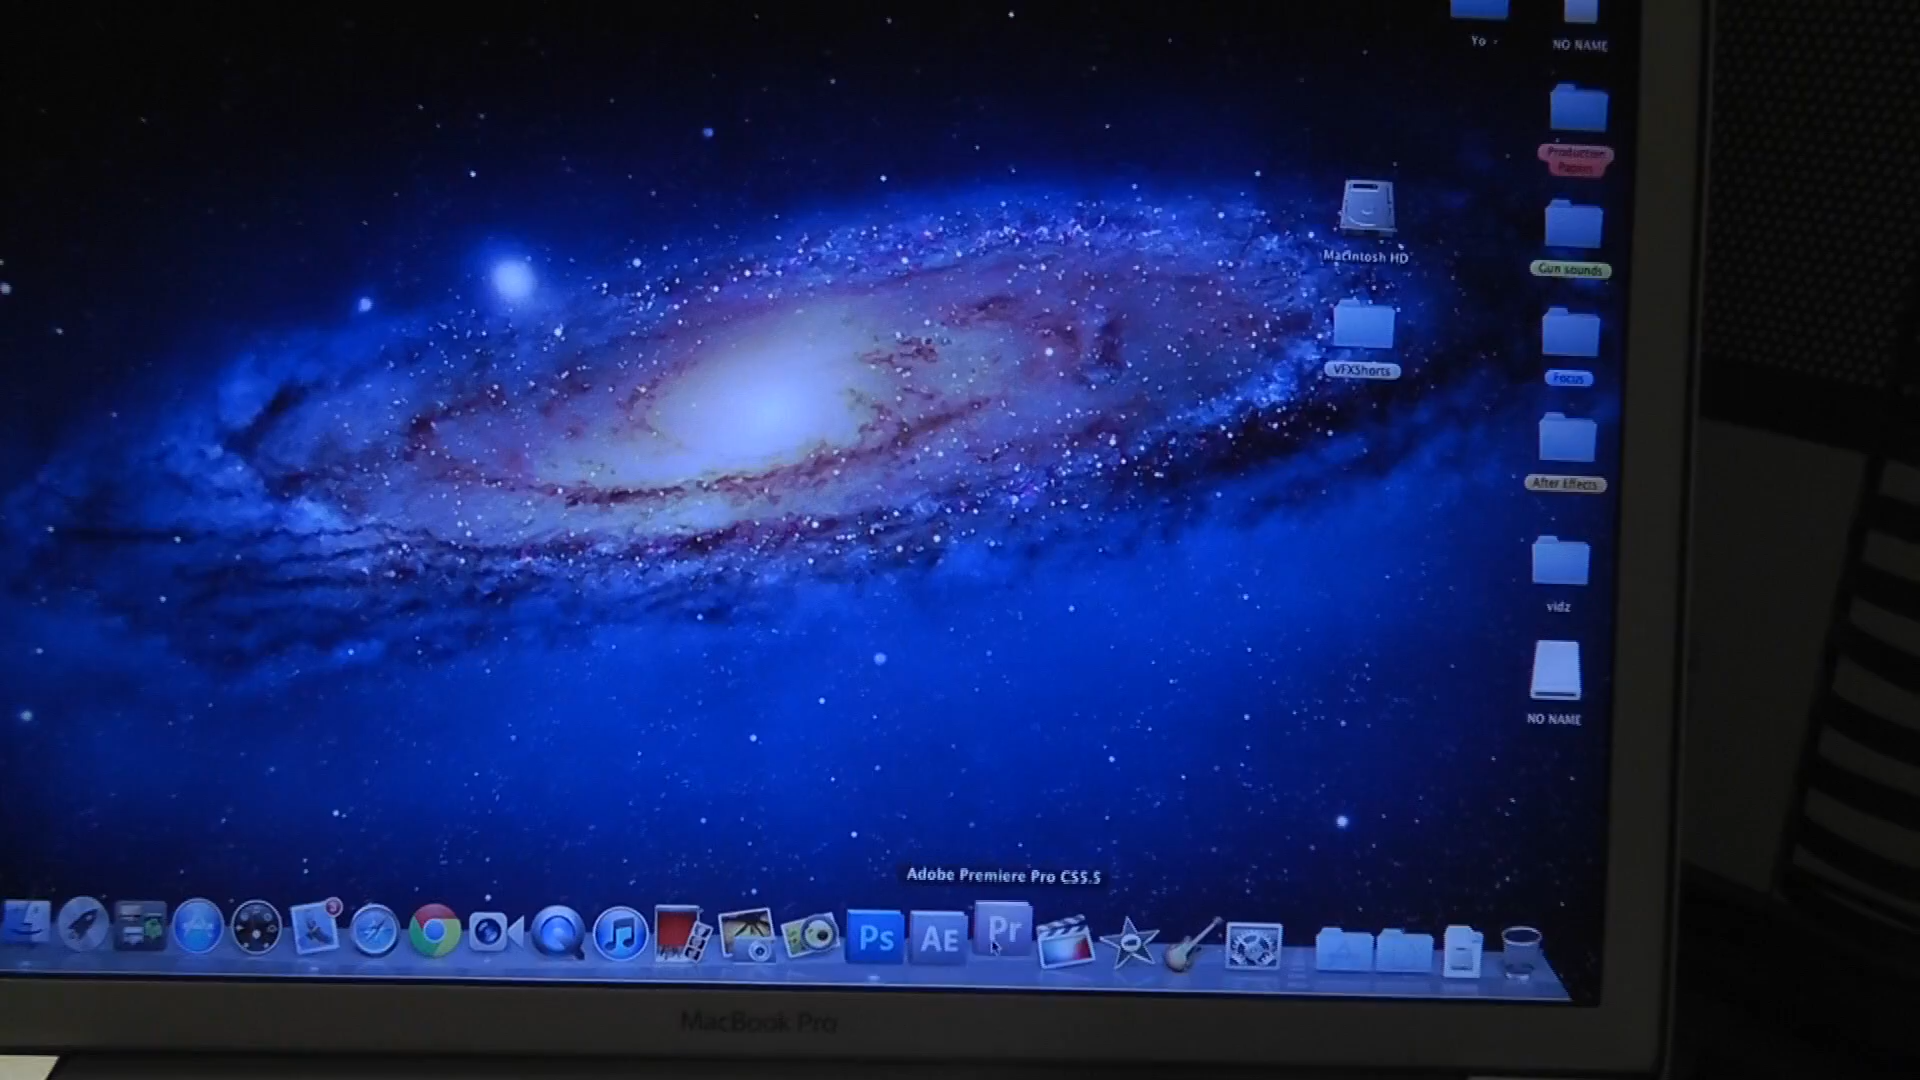 Yo
NO NAME
Production
Papers
Macintosh HD
Gun sounds
VFXShorts
Focus
After Effects
vidz
NO NAME
Adobe Premiere Pro CS5.5
3
Ps
AE
Pr
MacBook Pro